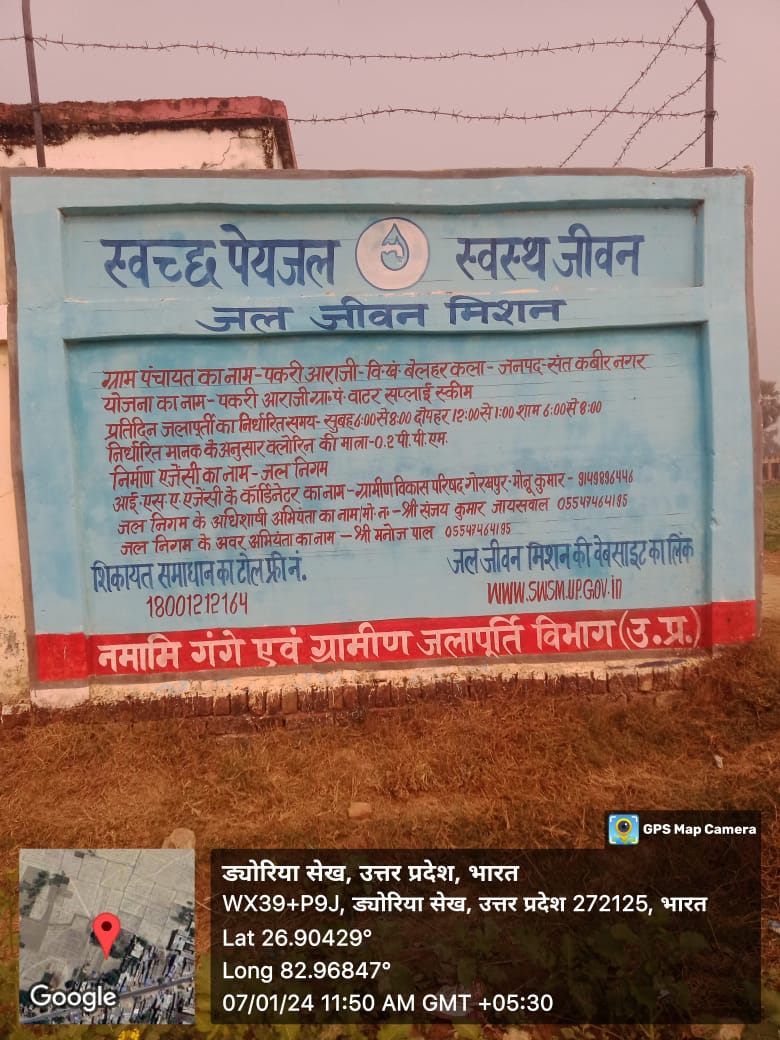 स्वच्छ पेयजल स्वस्थ जीवन
जल जीवन मिशन
ग्राम पंचायत का नाम-पकरी आराजी-वि·खं·बेलहर कला- जनपद-संत कबीर नगर
योजना का नाम- पकरी आराजी ग्रा·पं·वाटर सप्लाई स्कीम
प्रतिदिन जलापूर्ती का निर्धारित समय- सुबह 6:00 से 8:00 दोपहर 12:00 से 1:00 शाम 6:00 से 8:00
निर्धारित मानक के अनुसार क्लोरिन की मात्रा-0.2 पी.पी.एम.
निर्माण एजेंसी का नाम- जल निगम
आई·एस·ए·एजेंसी के कॉर्डिनेटर का नाम-ग्रामीण विकास परिषद गोरखपुर-मोनू कुमार- 9149896446
जल निगम के अधिशाषी अभियंता का नाम/मो·न·-श्री संजय कुमार जायसवाल 05547464195
जल निगम के अवर अभियंता का नाम -श्री मनोज पाल 05547464195
शिकायत समाधान का टोल फ्री नं.
18001212164
जल जीवन मिशन की वेबसाइट का लिंक
WWW.SWSM.UP.GOV.in
नमामि गंगे एवं ग्रामीण जलापूर्ति विभाग (उ.प्र.)
GPS Map Camera
ड्योरिया सेख, उत्तर प्रदेश, भारत
WX39+P9J, ड्योरिया सेख, उत्तर प्रदेश 272125, भारत
Lat 26.90429°
Long 82.96847°
07/01/24 11:50 AM GMT +05:30
Google